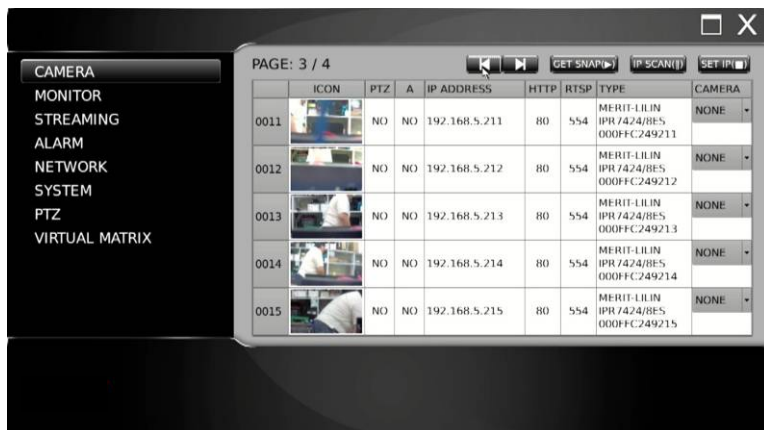 CAMERA
MONITOR
STREAMING
ALARM
NETWORK
SYSTEM
PTZ
VIRTUAL MATRIX
PAGE: 3 / 4
GET SNAP(▶) IP SCAN(‖) SET IP(■)
ICON PTZ A IP ADDRESS HTTP RTSP TYPE CAMERA
0011 NO NO 192.168.5.211 80 554 MERIT-LILIN NONE
IPR7424/8ES
000FFC249211
0012 NO NO 192.168.5.212 80 554 MERIT-LILIN NONE
IPR7424/8ES
000FFC249212
0013 NO NO 192.168.5.213 80 554 MERIT-LILIN NONE
IPR7424/8ES
000FFC249213
0014 NO NO 192.168.5.214 80 554 MERIT-LILIN NONE
IPR7424/8ES
000FFC249214
0015 NO NO 192.168.5.215 80 554 MERIT-LILIN NONE
IPR7424/8ES
000FFC249215